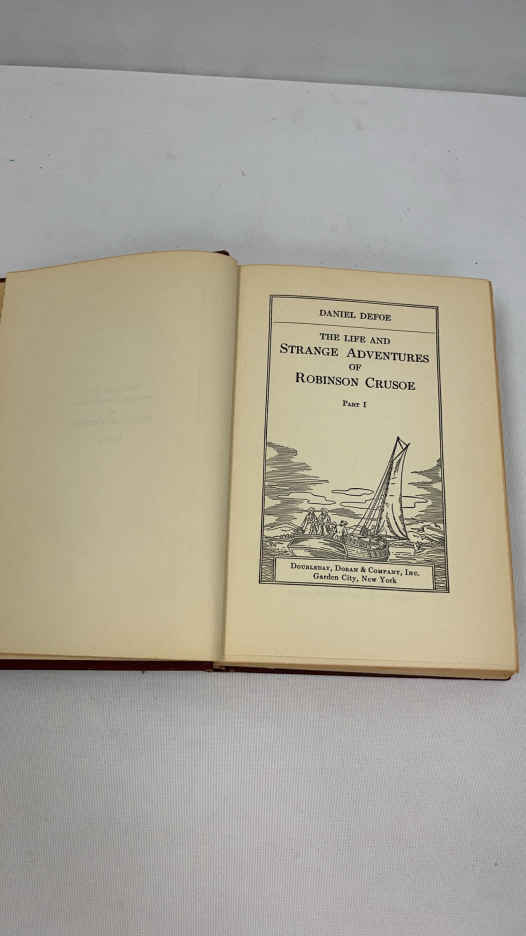 DANIEL DEFOE
THE LIFE AND
STRANGE ADVENTURES
OF
ROBINSON CRUSOE
PART I
DOUBLEDAY, DORAN & COMPANY, INC.
Garden City, New York